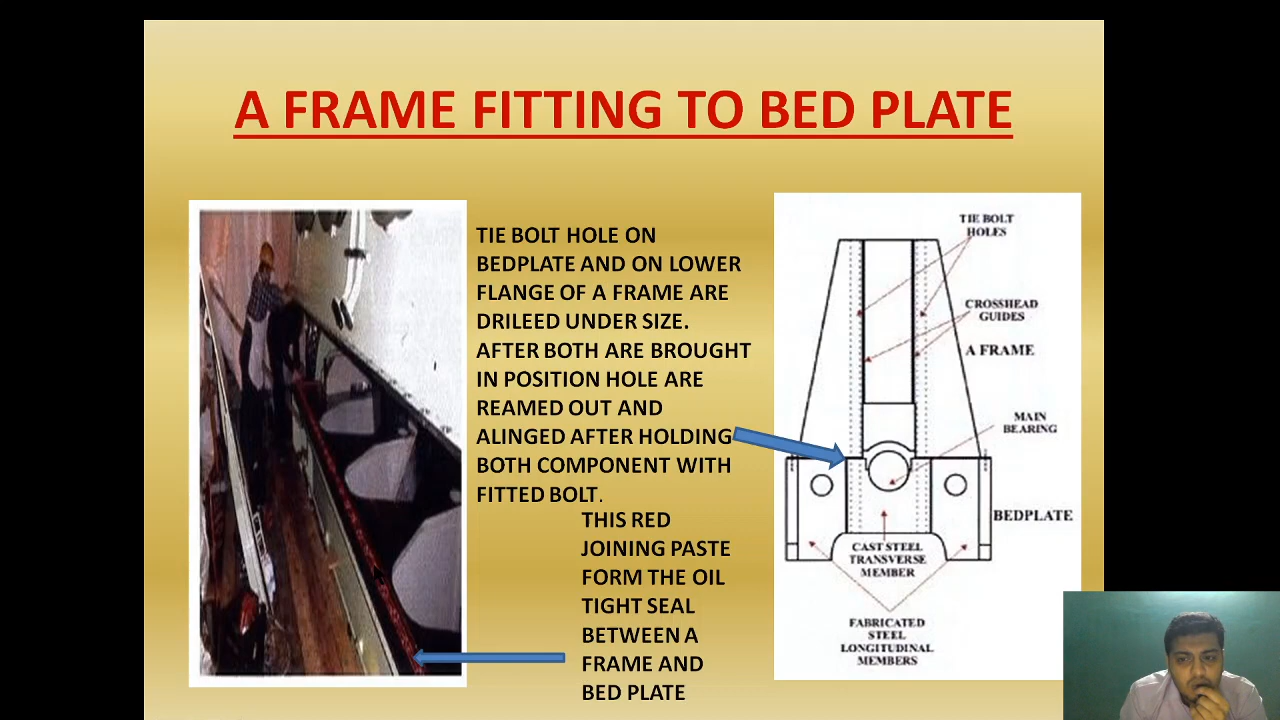 A FRAME FITTING TO BED PLATE
TIE BOLT HOLE ON
BEDPLATE AND ON LOWER
FLANGE OF A FRAME ARE
DRILEED UNDER SIZE.
AFTER BOTH ARE BROUGHT
IN POSITION HOLE ARE
REAMED OUT AND
ALINGED AFTER HOLDING
BOTH COMPONENT WITH
FITTED BOLT.
THIS RED
JOINING PASTE
FORM THE OIL
TIGHT SEAL
BETWEEN A
FRAME AND
BED PLATE
TIE BOLT
HOLES
CROSSHEAD
GUIDES
A FRAME
MAIN
BEARING
BEDPLATE
CAST STEEL
TRANSVERSE
MEMBER
FABRICATED
STEEL
LONGITUDINAL
MEMBERS